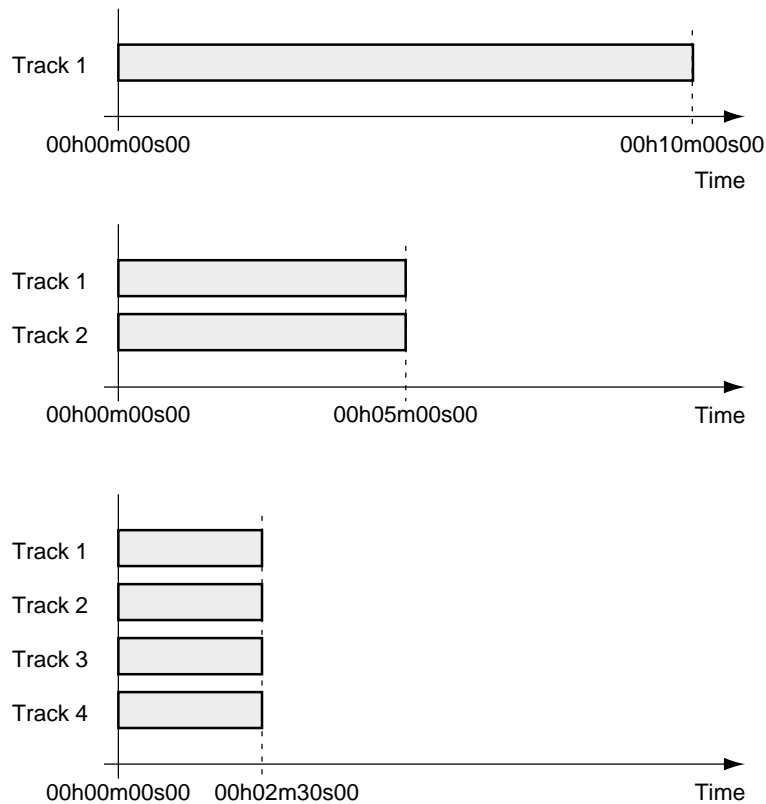 Track 1
00h00m00s00 00h10m00s00
Time
Track 1
Track 2
00h00m00s00 00h05m00s00 Time
Track 1
Track 2
Track 3
Track 4
00h00m00s00 00h02m30s00 Time